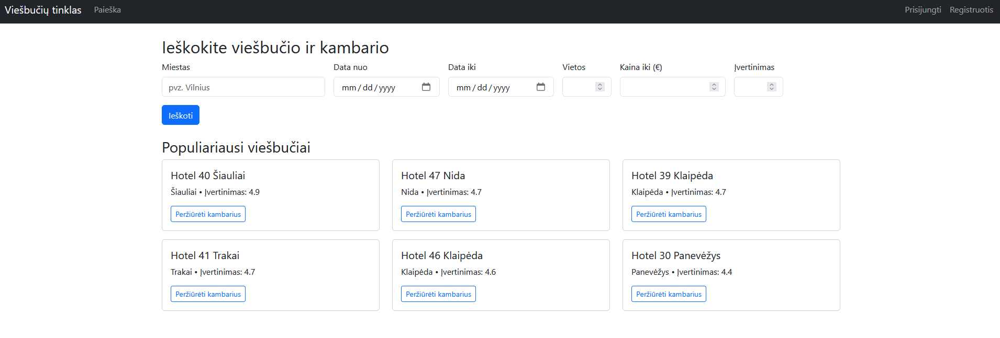 Viešbučių tinklas Paieška Prisijungti Registruotis
Ieškokite viešbučio ir kambario
Miestas Data nuo Data iki Vietos Kaina iki (€) Įvertinimas
pvz. Vilnius mm/dd/yyyy mm/dd/yyyy
Ieškoti
Populiariausi viešbučiai
Hotel 40 Šiauliai
Šiauliai • Įvertinimas: 4.9
Peržiūrėti kambarius
Hotel 47 Nida
Nida • Įvertinimas: 4.7
Peržiūrėti kambarius
Hotel 39 Klaipėda
Klaipėda • Įvertinimas: 4.7
Peržiūrėti kambarius
Hotel 41 Trakai
Trakai • Įvertinimas: 4.7
Peržiūrėti kambarius
Hotel 46 Klaipėda
Klaipėda • Įvertinimas: 4.6
Peržiūrėti kambarius
Hotel 30 Panevėžys
Panevėžys • Įvertinimas: 4.4
Peržiūrėti kambarius